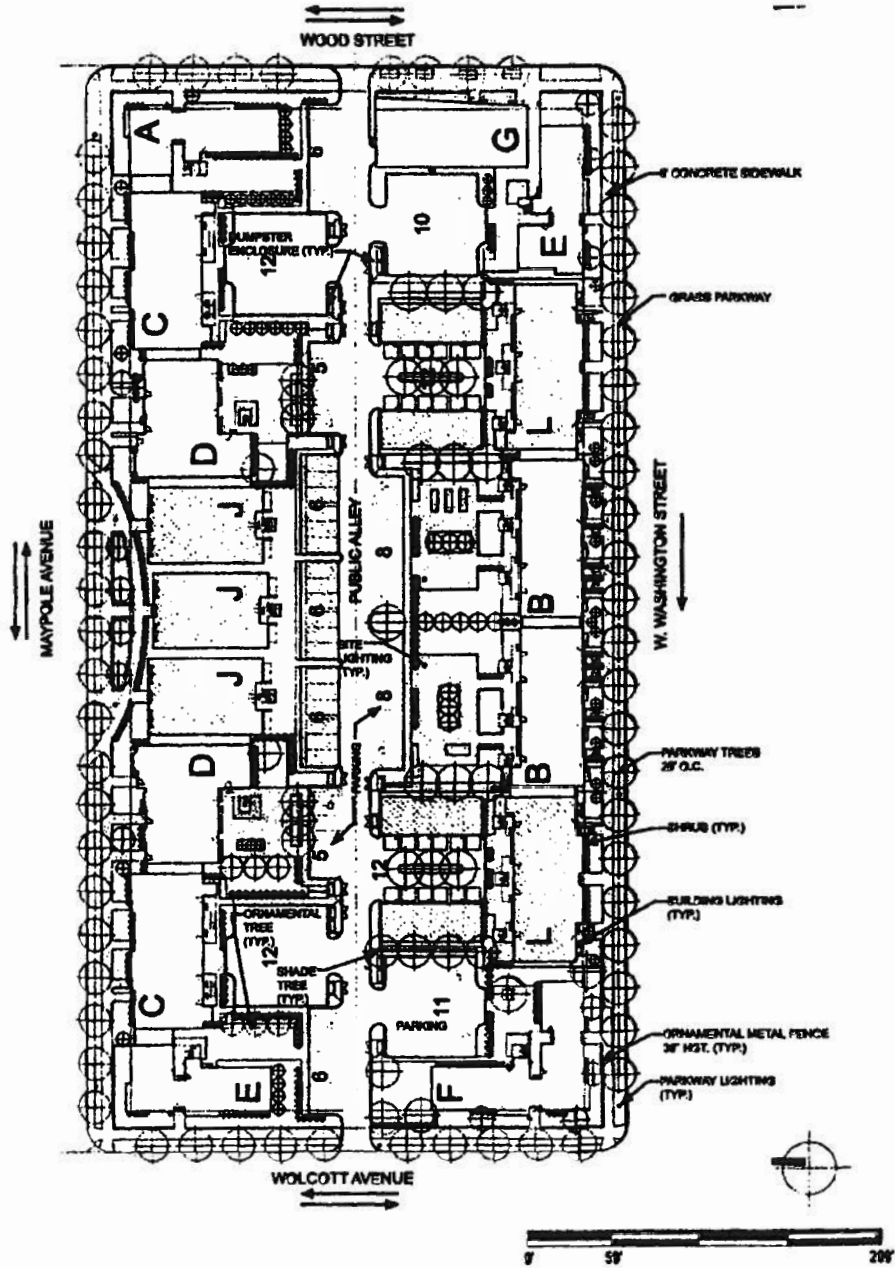 WOOD STREET
A
G
6
6' CONCRETE SIDEWALK
10
E
DUMPSTER
ENCLOSURE (TYP.)
12
GRASS PARKWAY
C
5
D
L
J
6
PUBLIC ALLEY
8
MAYPOLE AVENUE
W. WASHINGTON STREET
J
6
B
SITE
LIGHTING
(TYP.)
J
6
8
PARKING
D
B
PARKWAY TREES
25' O.C.
SHRUB (TYP.)
5
12
BUILDING LIGHTING
(TYP.)
ORNAMENTAL
TREE
(TYP.)
12
L
SHADE
TREE
(TYP.)
C
11
PARKING
ORNAMENTAL METAL FENCE
36" HGT. (TYP.)
E
6
F
PARKWAY LIGHTING
(TYP.)
WOLCOTT AVENUE
0' 50' 200'